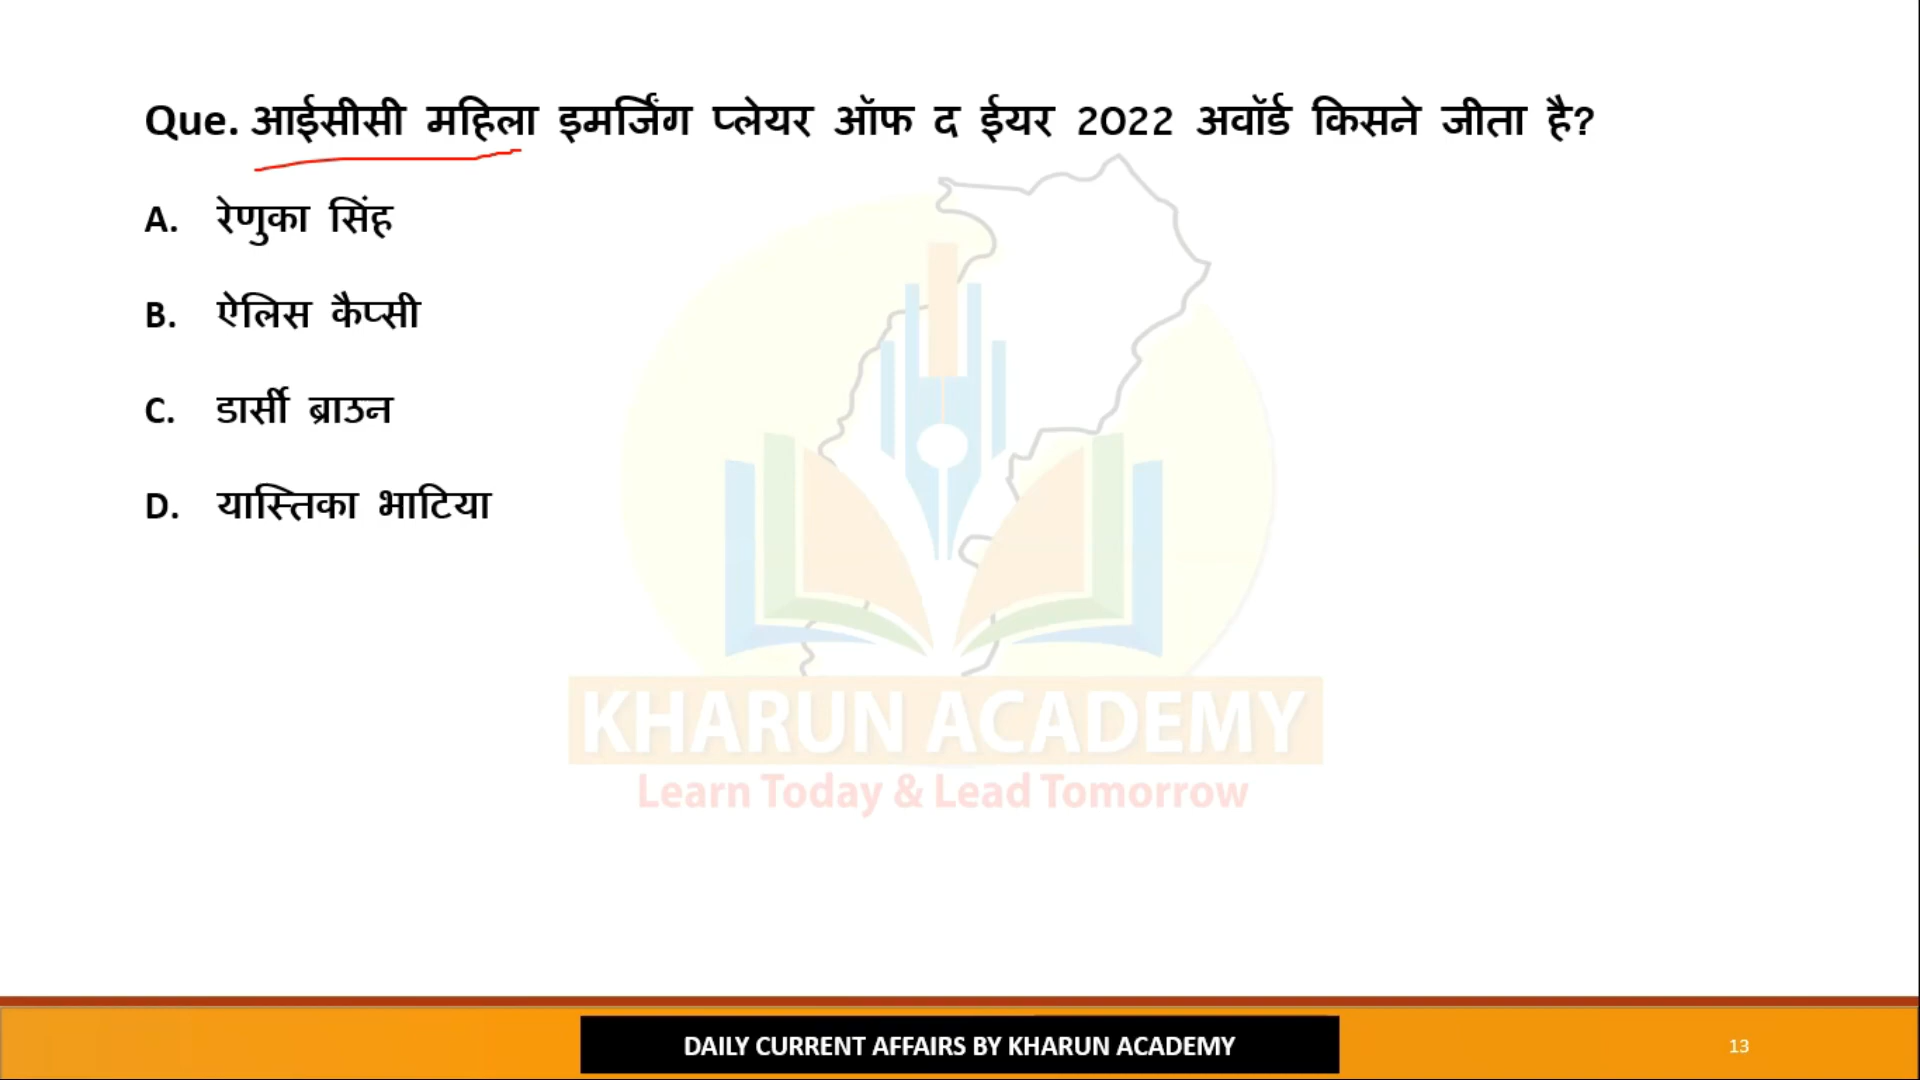 Que. आईसीसी महिला इमर्जिंग प्लेयर ऑफ द ईयर 2022 अवॉर्ड किसने जीता है?
A. रेणुका सिंह
B. ऐलिस कैप्सी
C. डार्सी ब्राउन
D. यास्तिका भाटिया
KHARUN ACADEMY
Learn Today & Lead Tomorrow
DAILY CURRENT AFFAIRS BY KHARUN ACADEMY
13